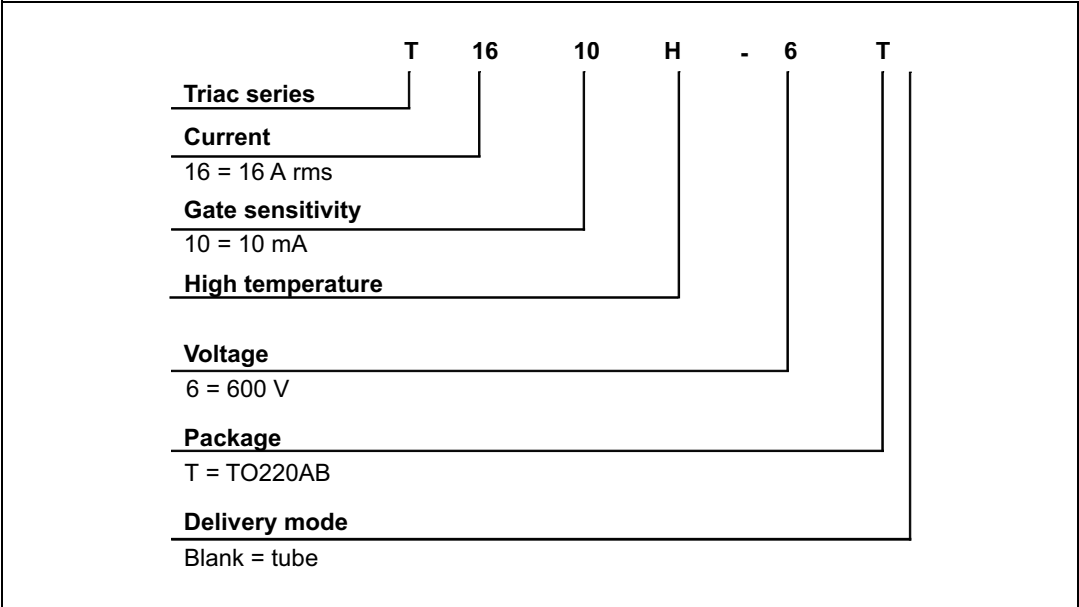 T 16 10 H - 6 T
Triac series
Current
16 = 16 A rms
Gate sensitivity
10 = 10 mA
High temperature
Voltage
6 = 600 V
Package
T = TO220AB
Delivery mode
Blank = tube